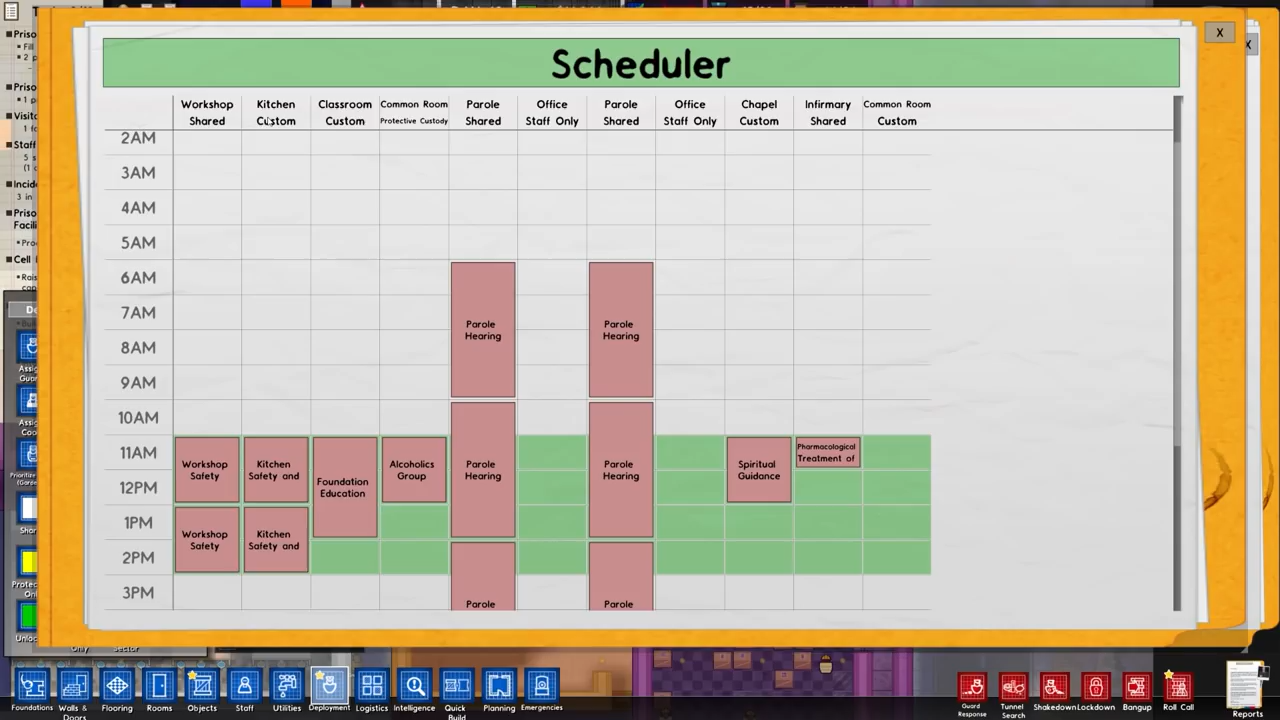 Scheduler
X
X
Workshop Shared
Kitchen Custom
Classroom Custom
Common Room Protective Custody
Parole Shared
Office Staff Only
Parole Shared
Office Staff Only
Chapel Custom
Infirmary Shared
Common Room Custom
2AM
3AM
4AM
5AM
6AM
7AM
8AM
9AM
10AM
11AM
12PM
1PM
2PM
3PM
Parole
Hearing
Parole
Hearing
Workshop
Safety
Kitchen
Safety and
Foundation
Education
Alcoholics
Group
Parole
Hearing
Parole
Hearing
Spiritual
Guidance
Pharmacological
Treatment of
Workshop
Safety
Kitchen
Safety and
Parole
Parole
Foundations
Walls & Doors
Flooring
Rooms
Objects
Staff
Utilities
Deployment
Intelligence
Planning
Emergencies
Guard Response
Tunnel Search
Shakedown
Lockdown
Bangup
Roll Call
Reports